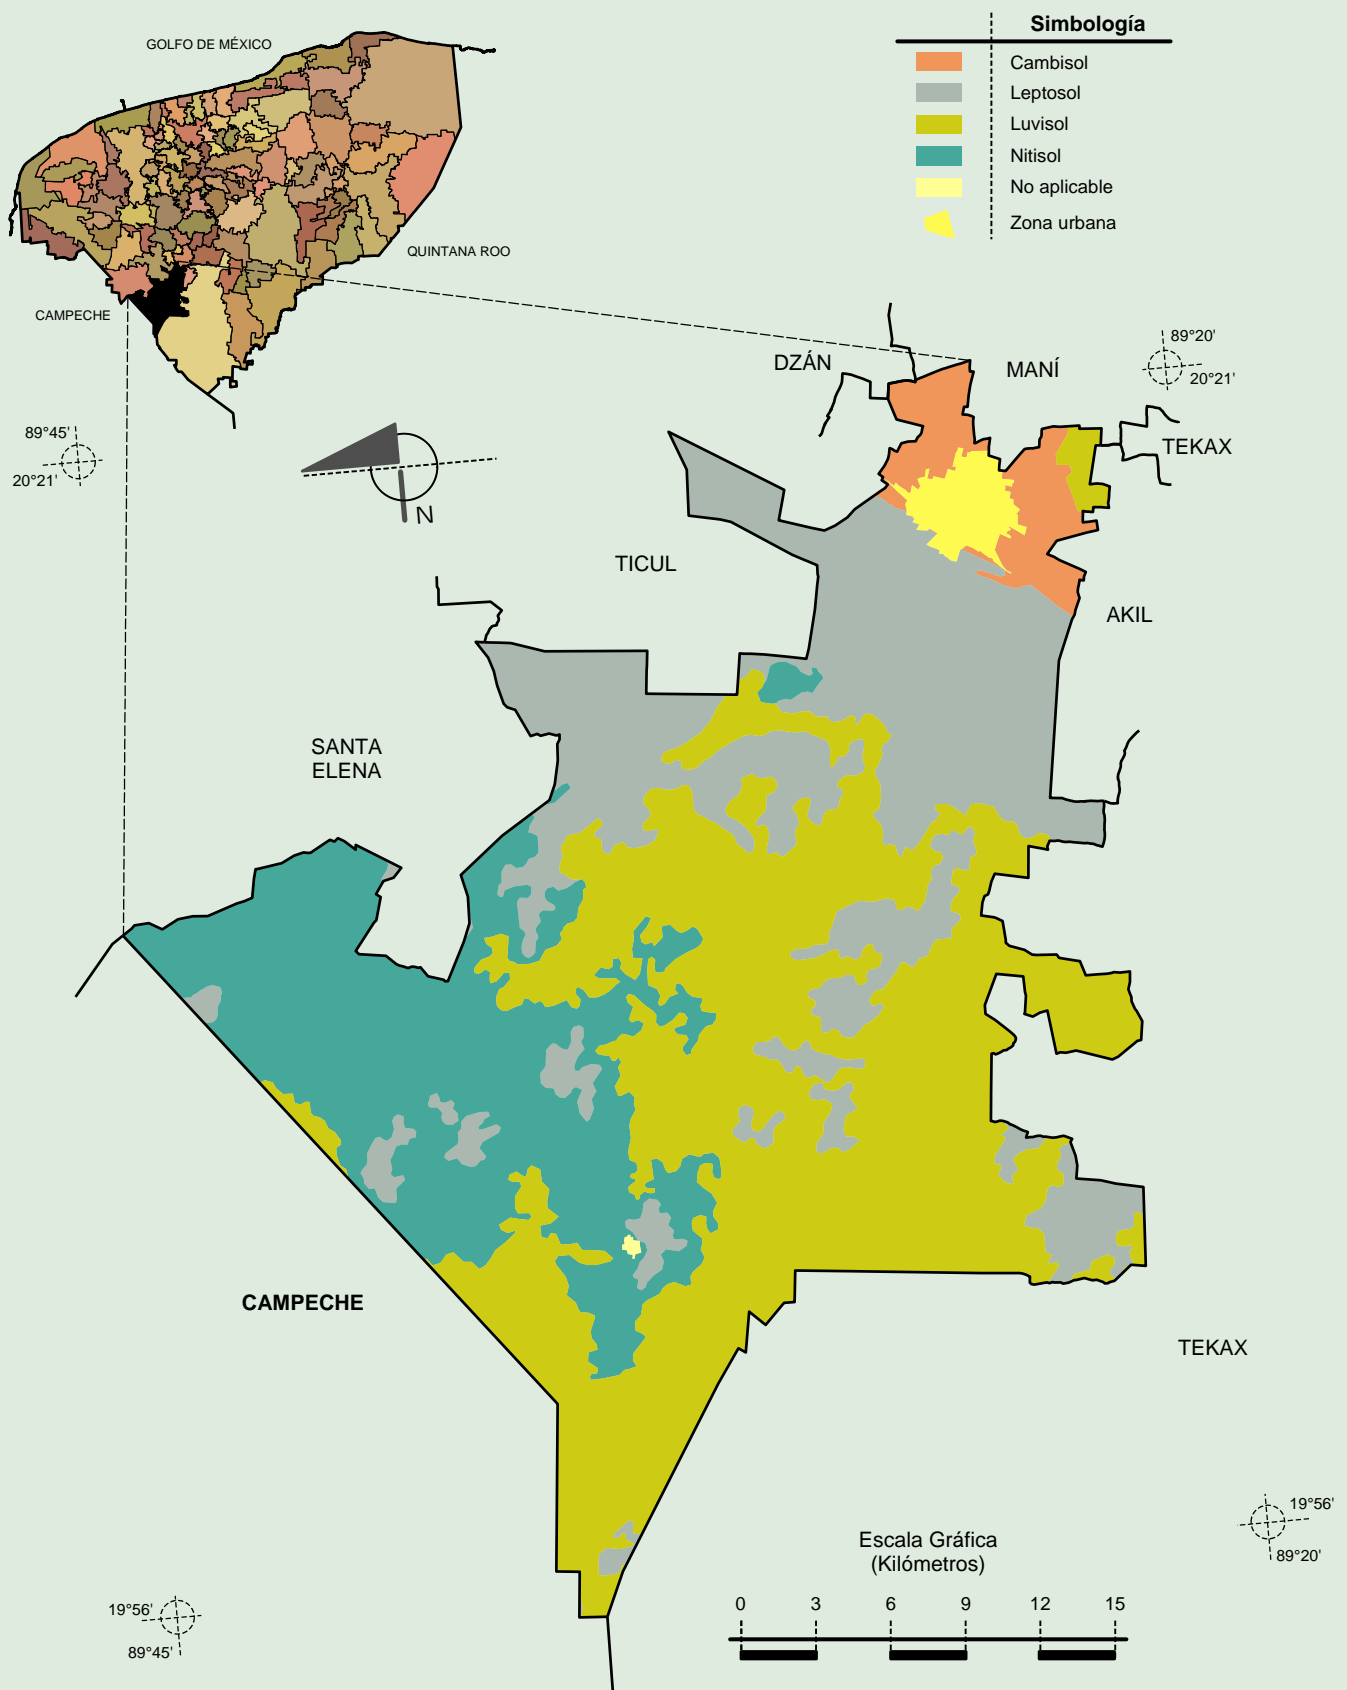 Simbología
Cambisol
Leptosol
Luvisol
Nitisol
No aplicable
Zona urbana
GOLFO DE MÉXICO
QUINTANA ROO
CAMPECHE
DZÁN
MANÍ
89°20'
20°21'
89°45'
20°21'
TEKAX
N
TICUL
AKIL
SANTA
ELENA
CAMPECHE
TEKAX
19°56'
89°20'
Escala Gráfica
(Kilómetros)
0 3 6 9 12 15
19°56'
89°45'